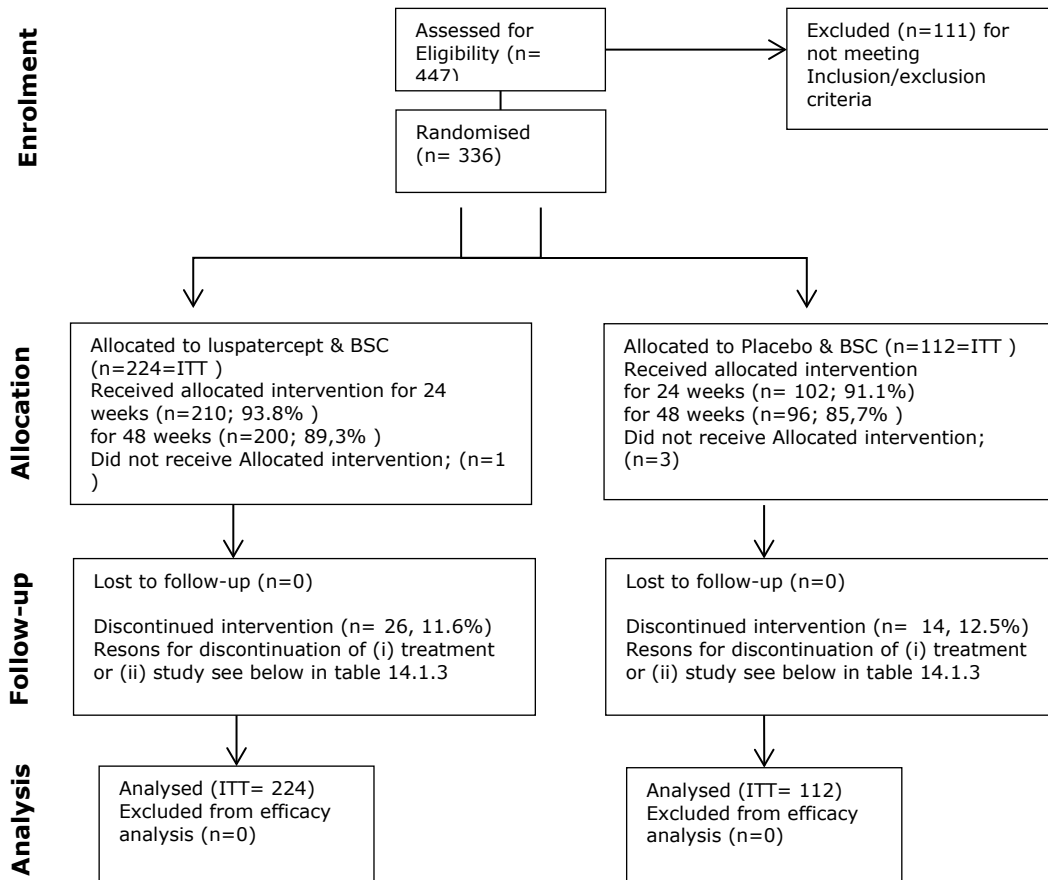 Enrolment
Assessed for
Eligibility (n=
447)
Excluded (n=111) for
not meeting
Inclusion/exclusion
criteria
Randomised
(n= 336)
Allocation
Allocated to luspatercept & BSC
(n=224=ITT )
Received allocated intervention for 24
weeks (n=210; 93.8% )
for 48 weeks (n=200; 89,3% )
Did not receive Allocated intervention; (n=1
)
Allocated to Placebo & BSC (n=112=ITT )
Received allocated intervention
for 24 weeks (n= 102; 91.1%)
for 48 weeks (n=96; 85,7% )
Did not receive Allocated intervention;
(n=3)
Follow-up
Lost to follow-up (n=0)
Discontinued intervention (n= 26, 11.6%)
Resons for discontinuation of (i) treatment
or (ii) study see below in table 14.1.3
Lost to follow-up (n=0)
Discontinued intervention (n= 14, 12.5%)
Resons for discontinuation of (i) treatment
or (ii) study see below in table 14.1.3
Analysis
Analysed (ITT= 224)
Excluded from efficacy
analysis (n=0)
Analysed (ITT= 112)
Excluded from efficacy
analysis (n=0)